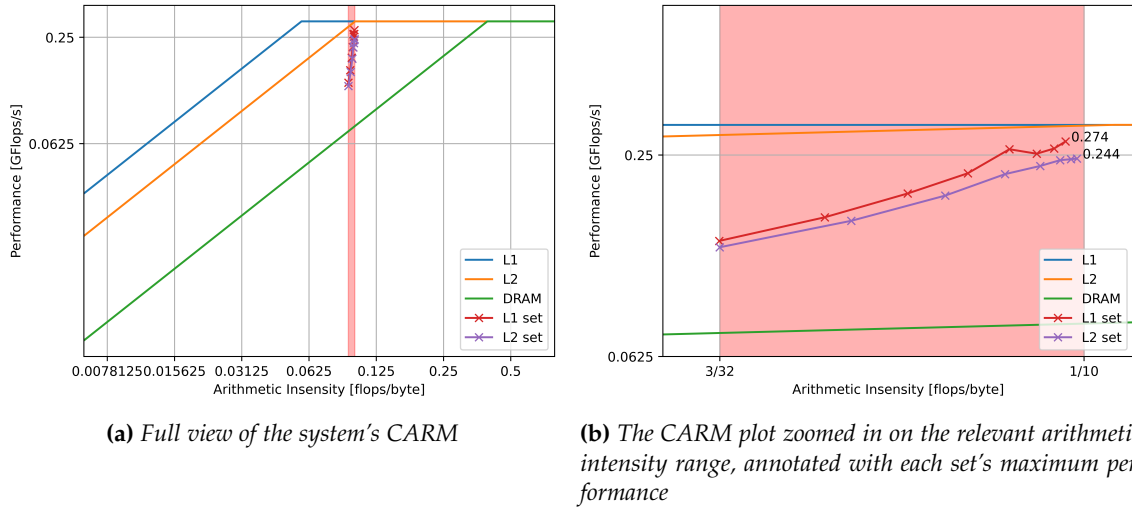 0.25
0.0625
Performance [GFlops/s]
0.0078125 0.015625 0.03125 0.0625 0.125 0.25 0.5
Arithmetic Insensity [flops/byte]
L1
L2
DRAM
L1 set
L2 set
(a) Full view of the system's CARM
0.25
0.0625
Performance [GFlops/s]
0.274
0.244
3/32 1/10
Arithmetic Insensity [flops/byte]
L1
L2
DRAM
L1 set
L2 set
(b) The CARM plot zoomed in on the relevant arithmeti
intensity range, annotated with each set's maximum per
formance